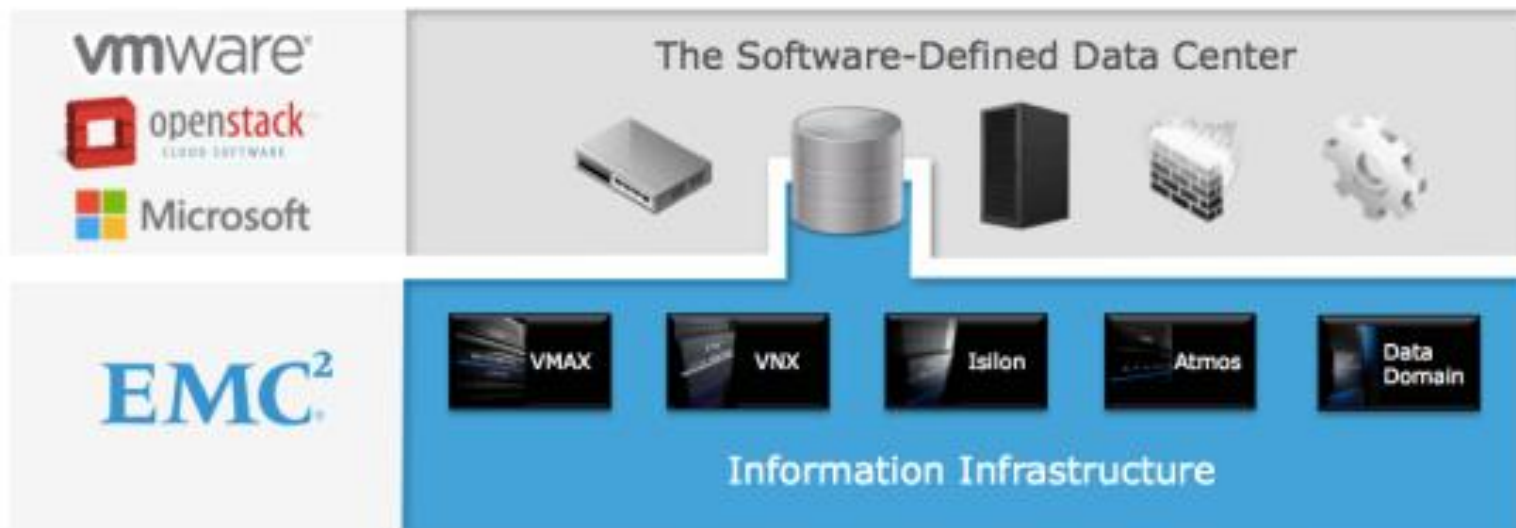 vmware®
The Software-Defined Data Center
openstack
CLOUD SOFTWARE
Microsoft
EMC²
VMAX
VNX
Isilon
Atmos
Data
Domain
Information Infrastructure